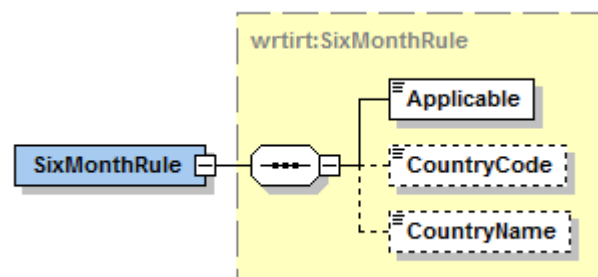 wrtirt:SixMonthRule
Applicable
SixMonthRule
CountryCode
CountryName